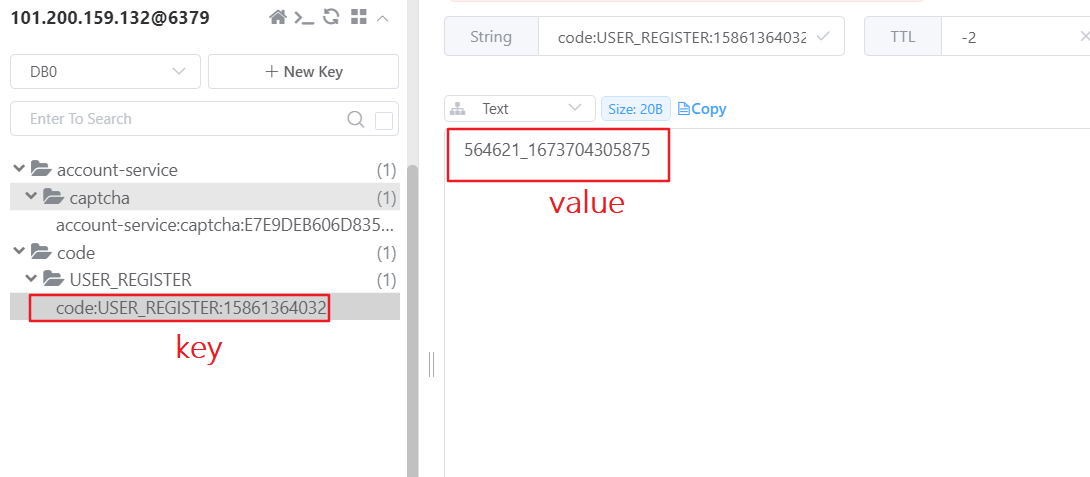 101.200.159.132@6379
DB0
+ New Key
Enter To Search
account-service (1)
captcha (1)
account-service:captcha:E7E9DEB606D835...
code (1)
USER_REGISTER (1)
code:USER_REGISTER:15861364032
key
String
code:USER_REGISTER:15861364032
TTL
-2
Text
Size: 20B
Copy
564621_1673704305875
value